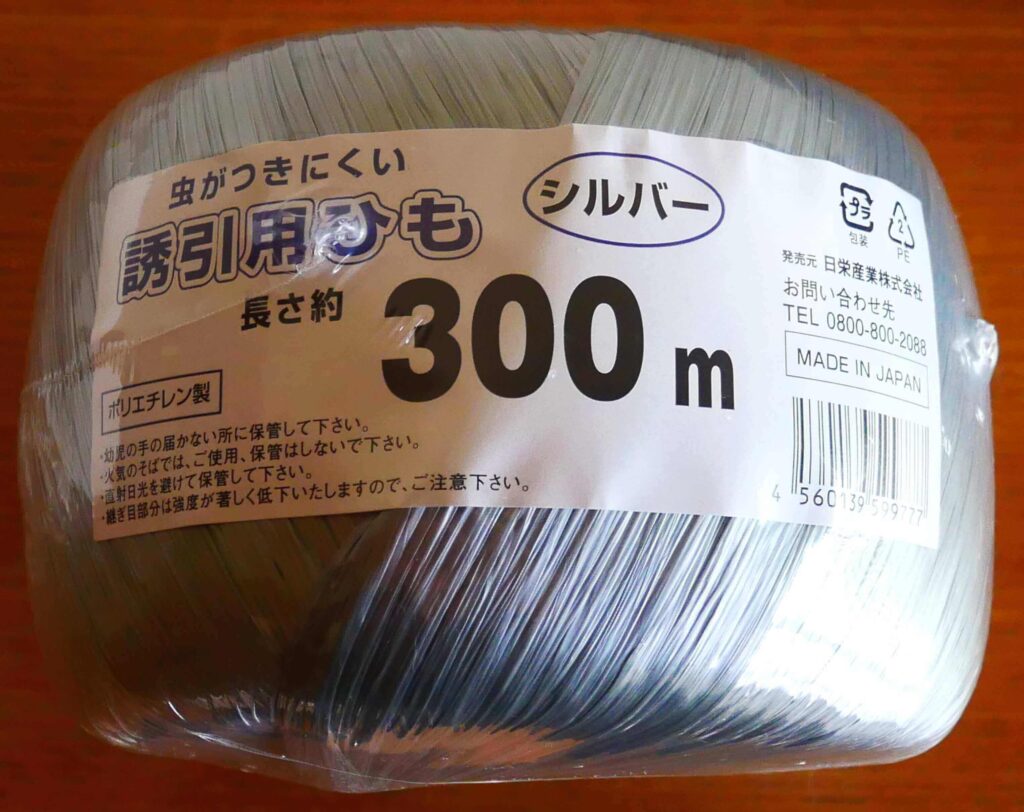 虫がつきにくい
誘引用ひも
シルバー
長さ約
300m
ポリエチレン製
・幼児の手の届かない所に保管して下さい。
・火気のそばでは、ご使用、保管はしないで下さい。
・直射日光を避けて保管して下さい。
・継ぎ目部分は強度が著しく低下いたしますので、ご注意下さい。
プラ
包装
2
PE
発売元 日栄産業株式会社
お問い合わせ先
TEL 0800-800-2088
MADE IN JAPAN
4 560139 599777